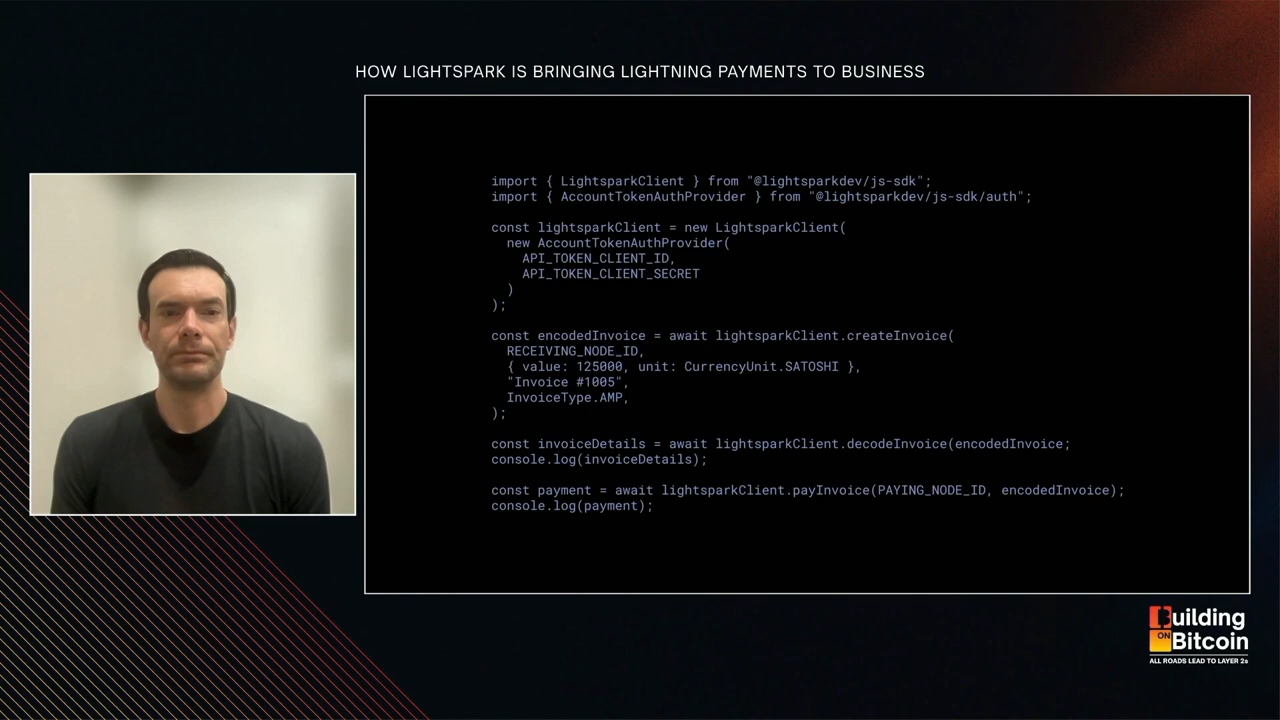 HOW LIGHTSPARK IS BRINGING LIGHTNING PAYMENTS TO BUSINESS
import { LightsparkClient } from "@lightsparkdev/js-sdk";
import { AccountTokenAuthProvider } from "@lightsparkdev/js-sdk/auth";
const lightsparkClient = new LightsparkClient(
new AccountTokenAuthProvider(
API_TOKEN_CLIENT_ID,
API_TOKEN_CLIENT_SECRET
)
);
const encodedInvoice = await lightsparkClient.createInvoice(
RECEIVING_NODE_ID,
{ value: 125000, unit: CurrencyUnit.SATOSHI },
"Invoice #1005",
InvoiceType.AMP,
);
const invoiceDetails = await lightsparkClient.decodeInvoice(encodedInvoice;
console.log(invoiceDetails);
const payment = await lightsparkClient.payInvoice(PAYING_NODE_ID, encodedInvoice);
console.log(payment);
Building
ON Bitcoin
ALL ROADS LEAD TO LAYER 2s